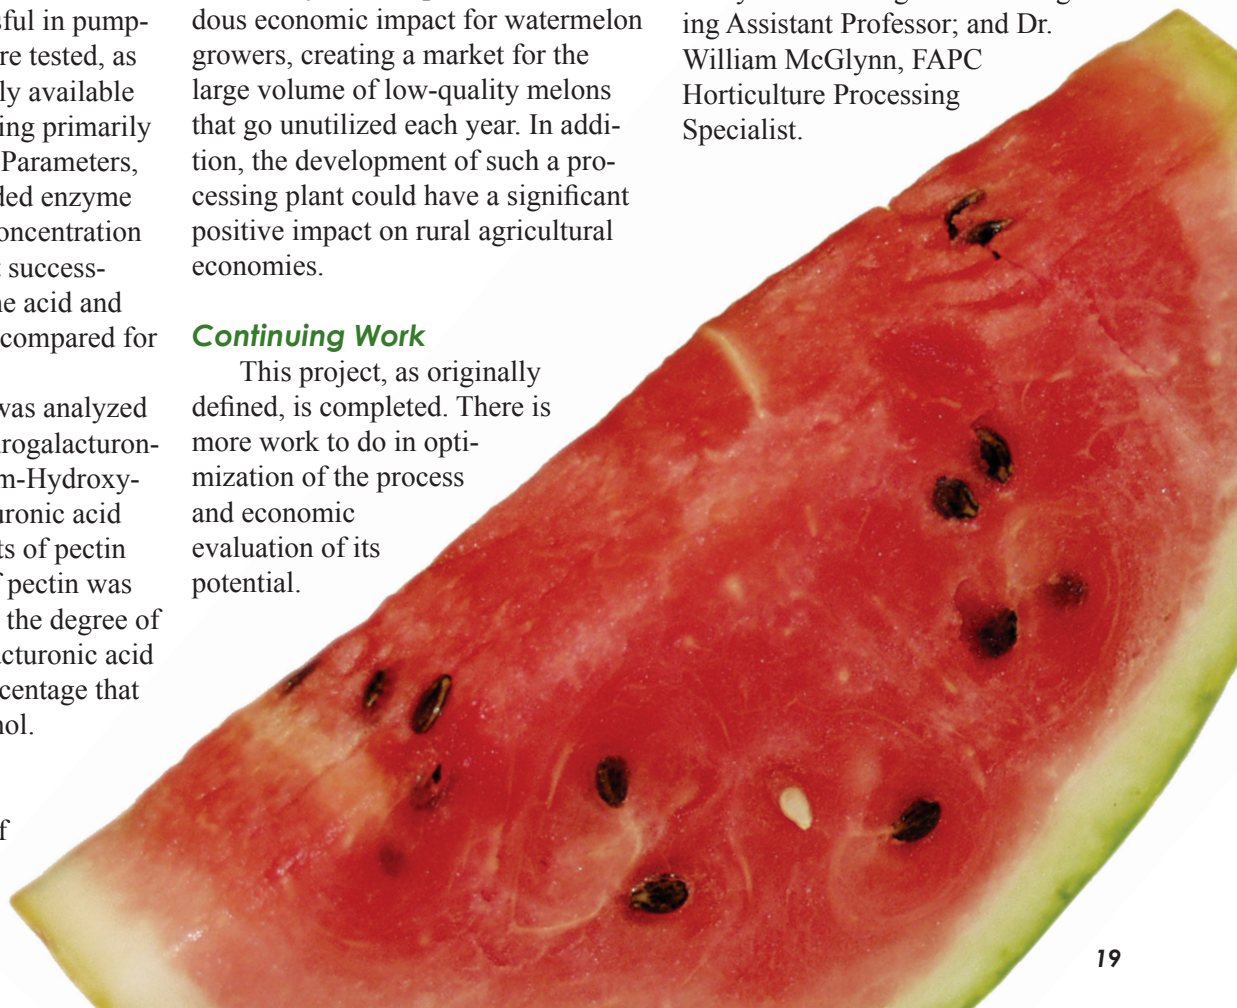 sful in pump-
re tested, as
ly available
ing primarily
Parameters,
ded enzyme
oncentration
t success-
ne acid and
compared for
was analyzed
rogalacturon-
m-Hydroxy-
uronic acid
ts of pectin
f pectin was
the degree of
cturonic acid
centage that
nol.
f
dous economic impact for watermelon
growers, creating a market for the
large volume of low-quality melons
that go unutilized each year. In addi-
tion, the development of such a pro-
cessing plant could have a significant
positive impact on rural agricultural
economies.
Continuing Work
This project, as originally
defined, is completed. There is
more work to do in opti-
mization of the process
and economic
evaluation of its
potential.
ing Assistant Professor; and Dr.
William McGlynn, FAPC
Horticulture Processing
Specialist.
19